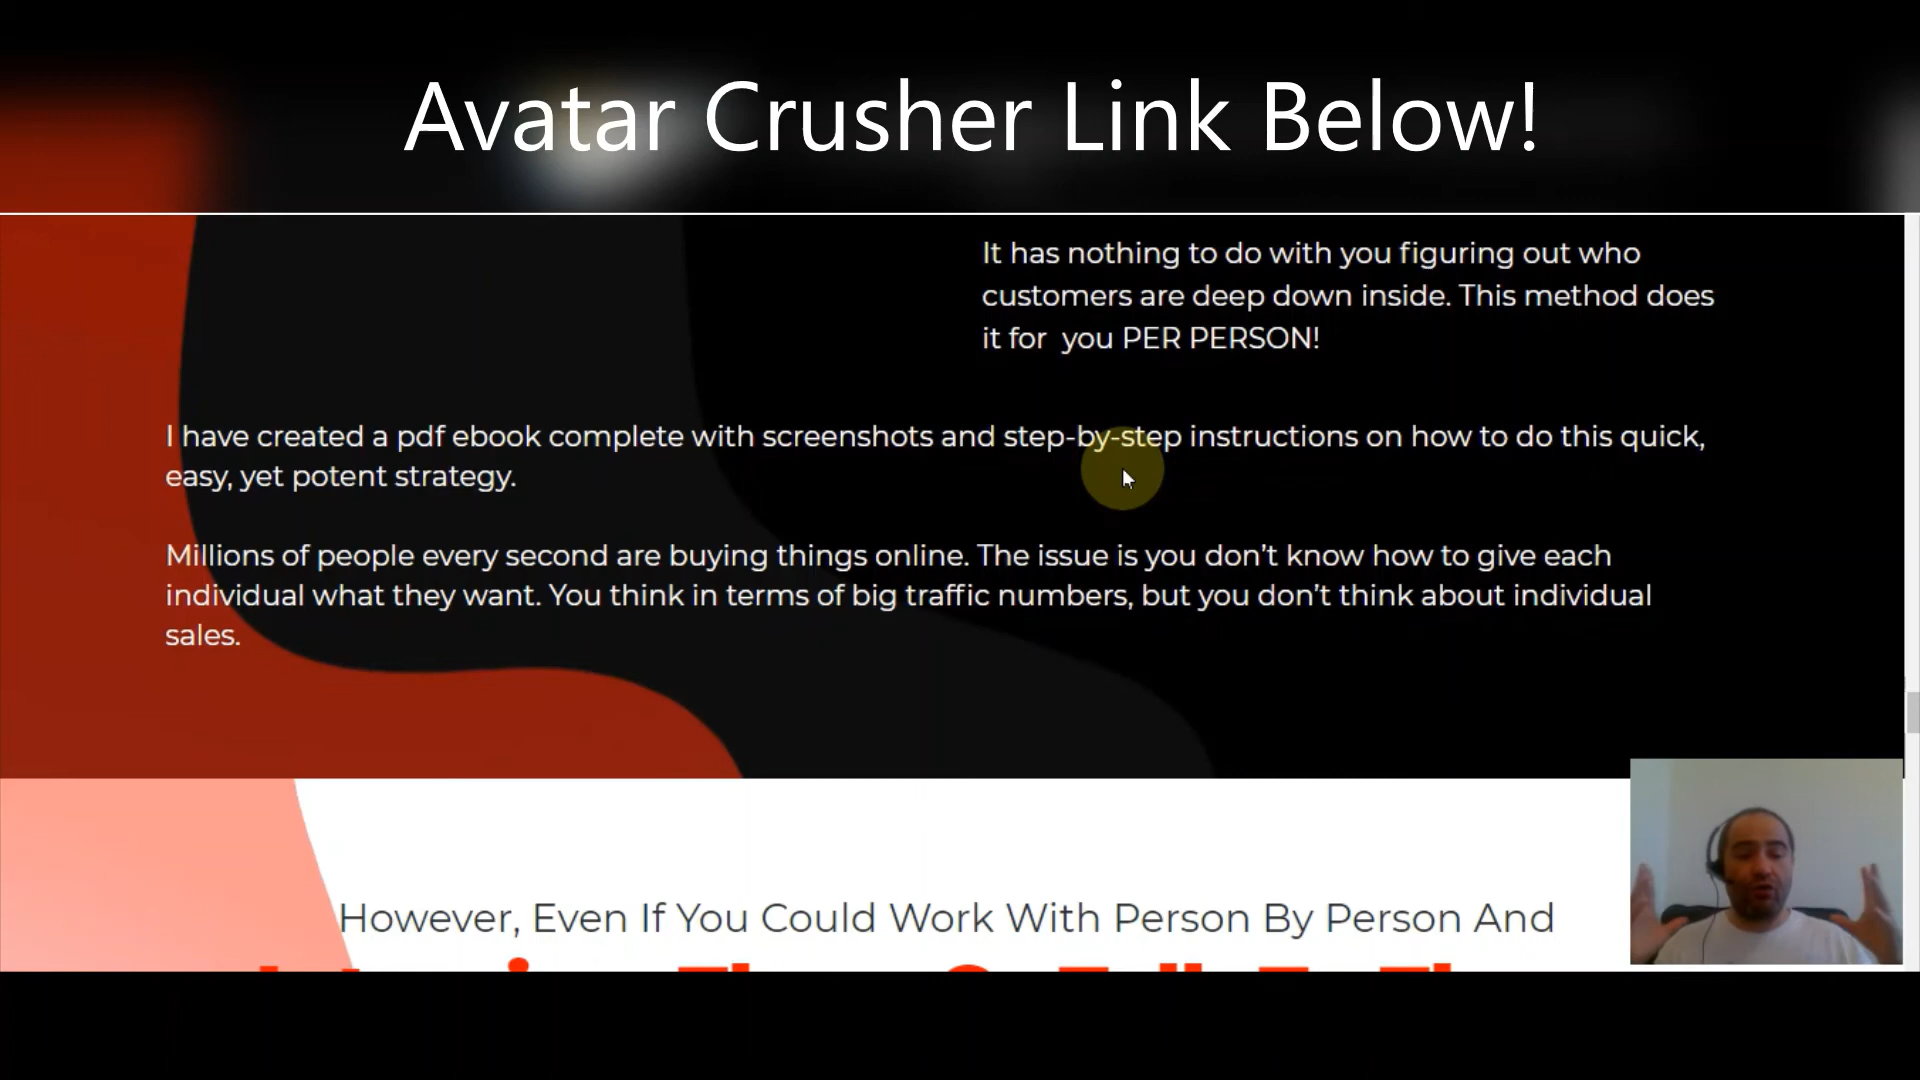 Avatar Crusher Link Below!
It has nothing to do with you figuring out who
customers are deep down inside. This method does
it for  you PER PERSON!
I have created a pdf ebook complete with screenshots and step-by-step instructions on how to do this quick,
easy, yet potent strategy.
Millions of people every second are buying things online. The issue is you don’t know how to give each
individual what they want. You think in terms of big traffic numbers, but you don’t think about individual
sales.
However, Even If You Could Work With Person By Person And